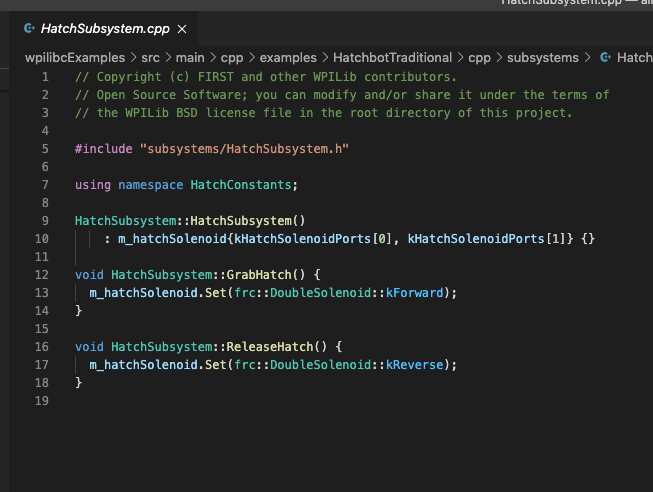 HatchSubsystem.cpp
HatchSubsystem.cpp ×
wpilibcExamples > src > main > cpp > examples > HatchbotTraditional > cpp > subsystems > Hatch
1 // Copyright (c) FIRST and other WPILib contributors.
2 // Open Source Software; you can modify and/or share it under the terms of
3 // the WPILib BSD license file in the root directory of this project.
4
5 #include "subsystems/HatchSubsystem.h"
6
7 using namespace HatchConstants;
8
9 HatchSubsystem::HatchSubsystem()
10     : m_hatchSolenoid{kHatchSolenoidPorts[0], kHatchSolenoidPorts[1]} {}
11
12 void HatchSubsystem::GrabHatch() {
13   m_hatchSolenoid.Set(frc::DoubleSolenoid::kForward);
14 }
15
16 void HatchSubsystem::ReleaseHatch() {
17   m_hatchSolenoid.Set(frc::DoubleSolenoid::kReverse);
18 }
19